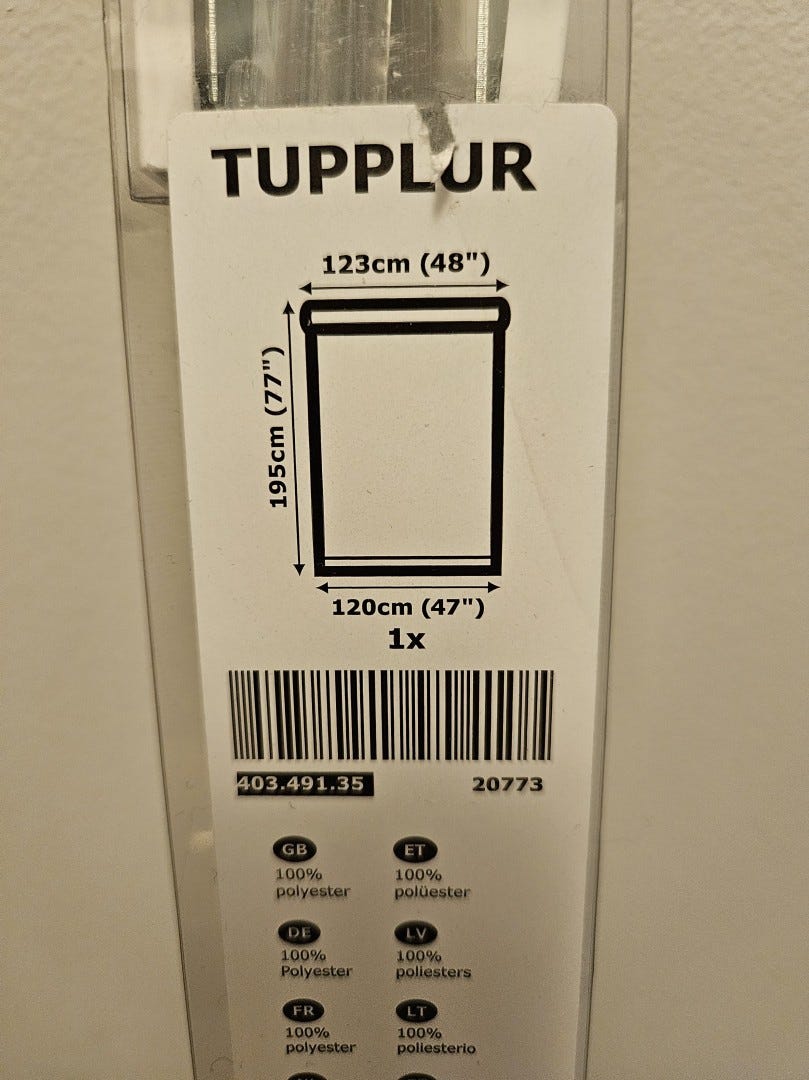 TUPPLUR
123cm (48")
195cm (77")
120cm (47")
1x
403.491.35 20773
GB ET
100% 100%
polyester polüester
DE LV
100% 100%
Polyester poliesters
FR LT
100% 100%
polyester poliesterio